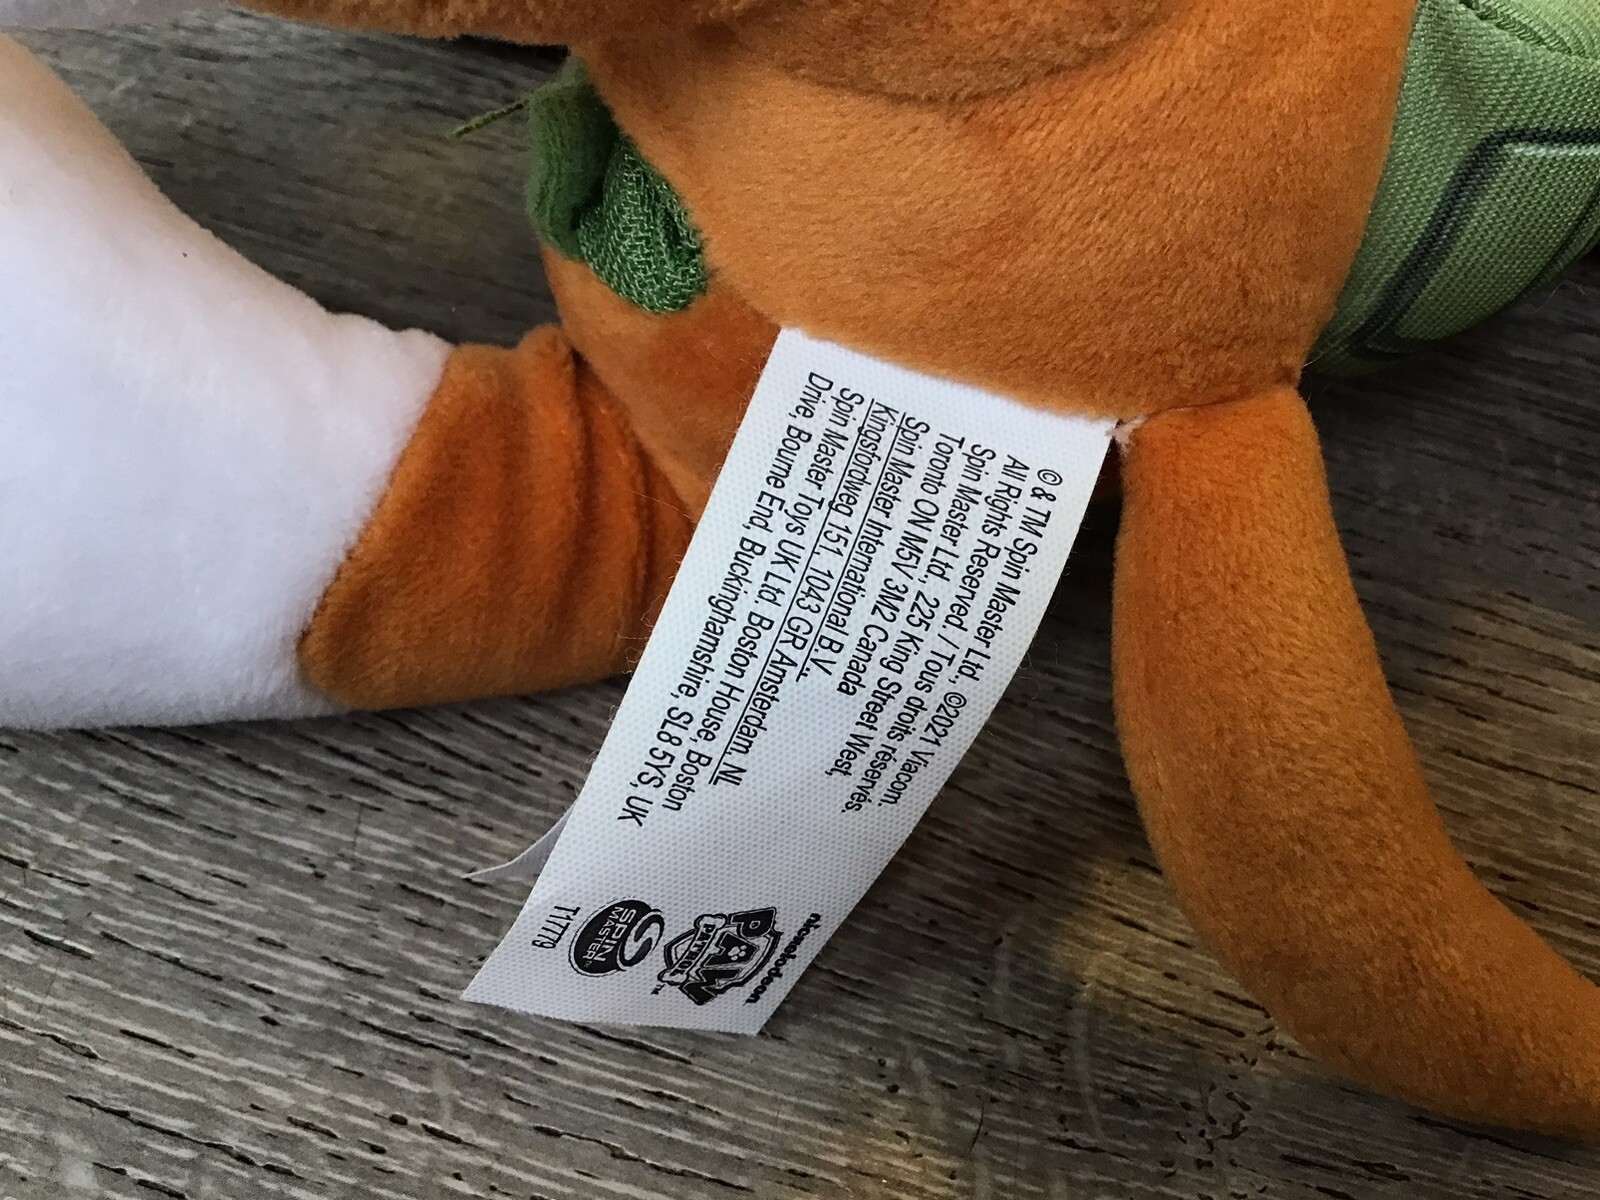 © & TM Spin Master Ltd., ©2021 Viacom.
All Rights Reserved. / Tous droits réservés.
Spin Master Ltd., 225 King Street West,
Toronto ON M5V 3M2 Canada
Spin Master International B.V.,
Kingsfordweg 151, 1043 GR Amsterdam, NL
Spin Master Toys UK Ltd. Boston House, Boston
Drive, Bourne End, Buckinghamshire, SL8 5YS, UK
nickelodeon
PAW
PATROL™
SPIN
MASTER™
T1779